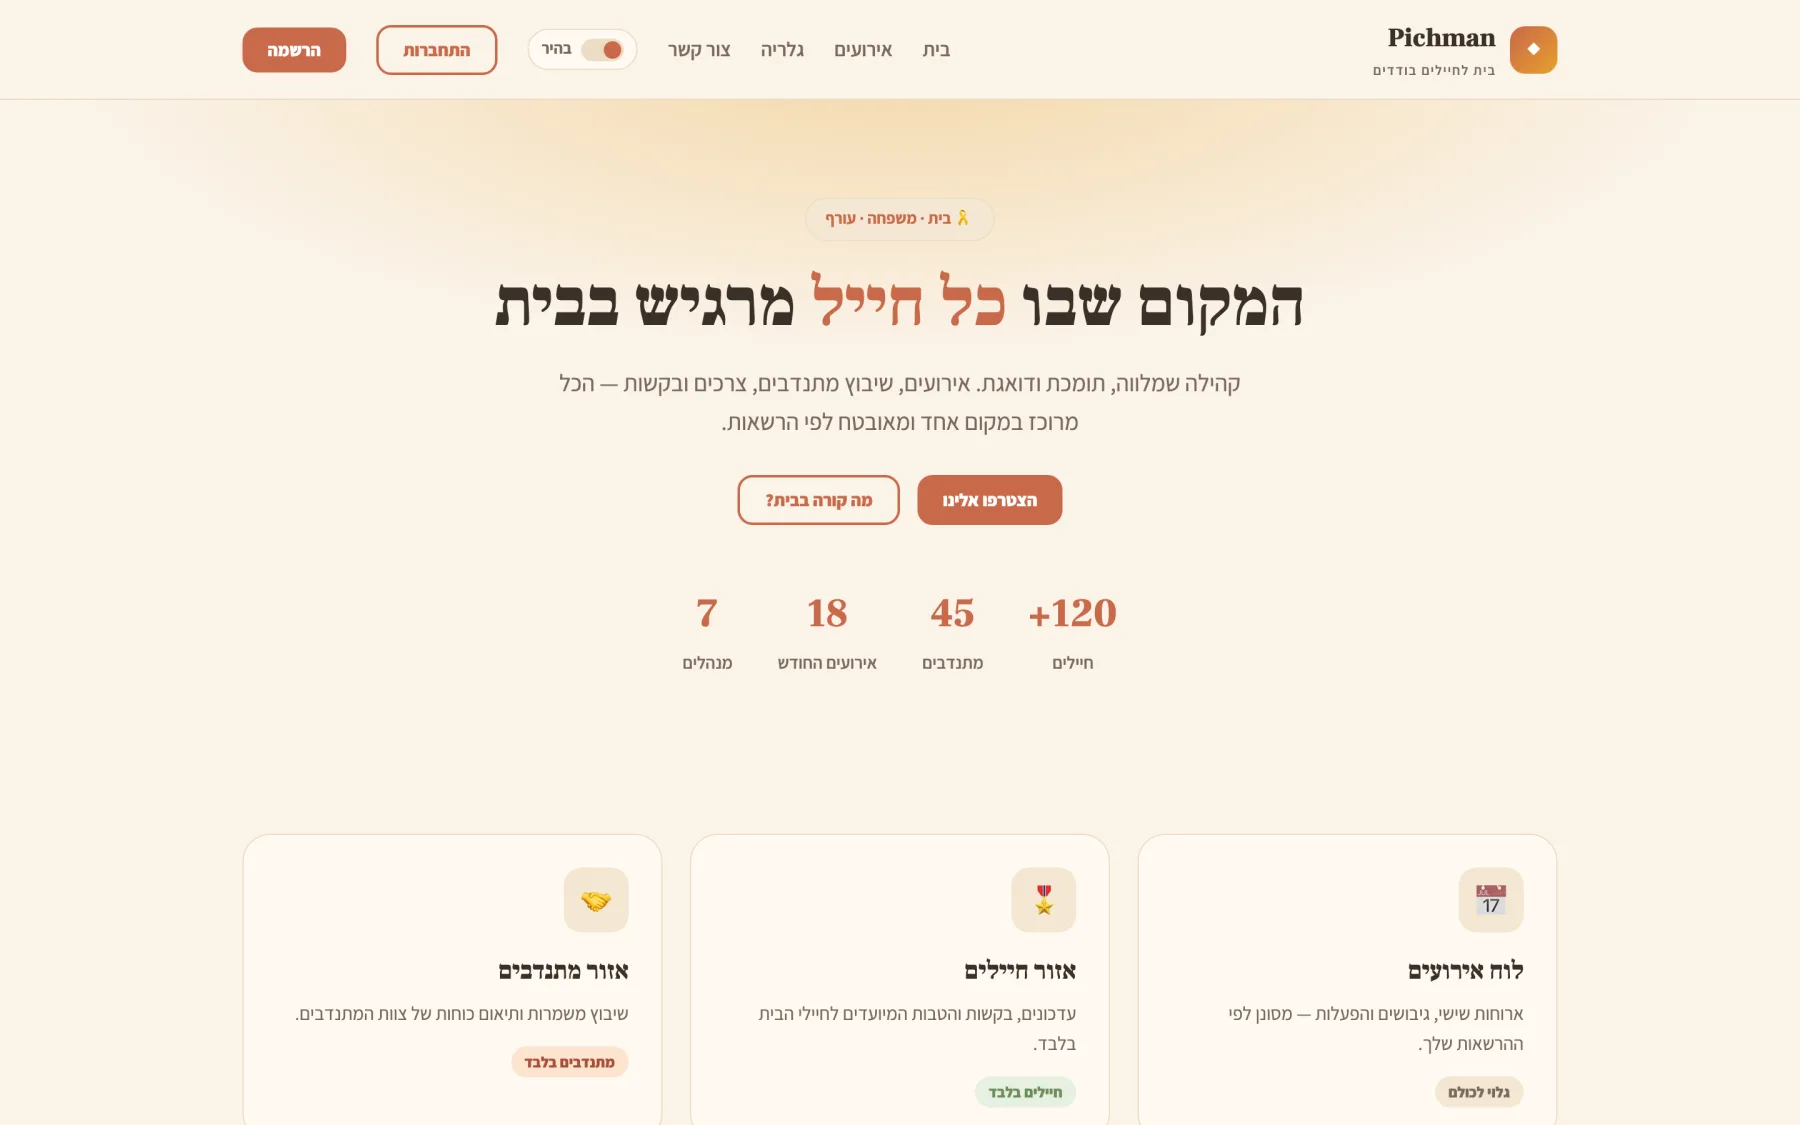 Pichman
בית לחיילים בודדים
בית
אירועים
גלריה
צור קשר
בהיר
התחברות
הרשמה
🎗️ בית · משפחה · עורף
המקום שבו כל חייל מרגיש בבית
קהילה שמלווה, תומכת ודואגת. אירועים, שיבוץ מתנדבים, צרכים ובקשות — הכל
מרוכז במקום אחד ומאובטח לפי הרשאות.
הצטרפו אלינו
מה קורה בבית?
120+
חיילים
45
מתנדבים
18
אירועים החודש
7
מנהלים
17
לוח אירועים
ארוחות שישי, גיבושים והפעלות — מסונן לפי
ההרשאות שלך.
גלוי לכולם
אזור חיילים
עדכונים, בקשות והטבות המיועדים לחיילי הבית
בלבד.
חיילים בלבד
אזור מתנדבים
שיבוץ משמרות ותיאום כוחות של צוות המתנדבים.
מתנדבים בלבד